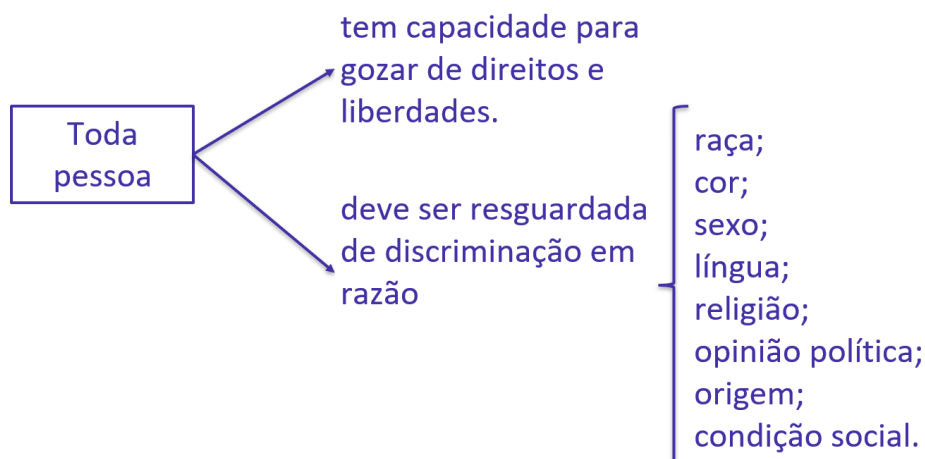 Toda
pessoa
tem capacidade para
gozar de direitos e
liberdades.
deve ser resguardada
de discriminação em
razão
raça;
cor;
sexo;
língua;
religião;
opinião política;
origem;
condição social.